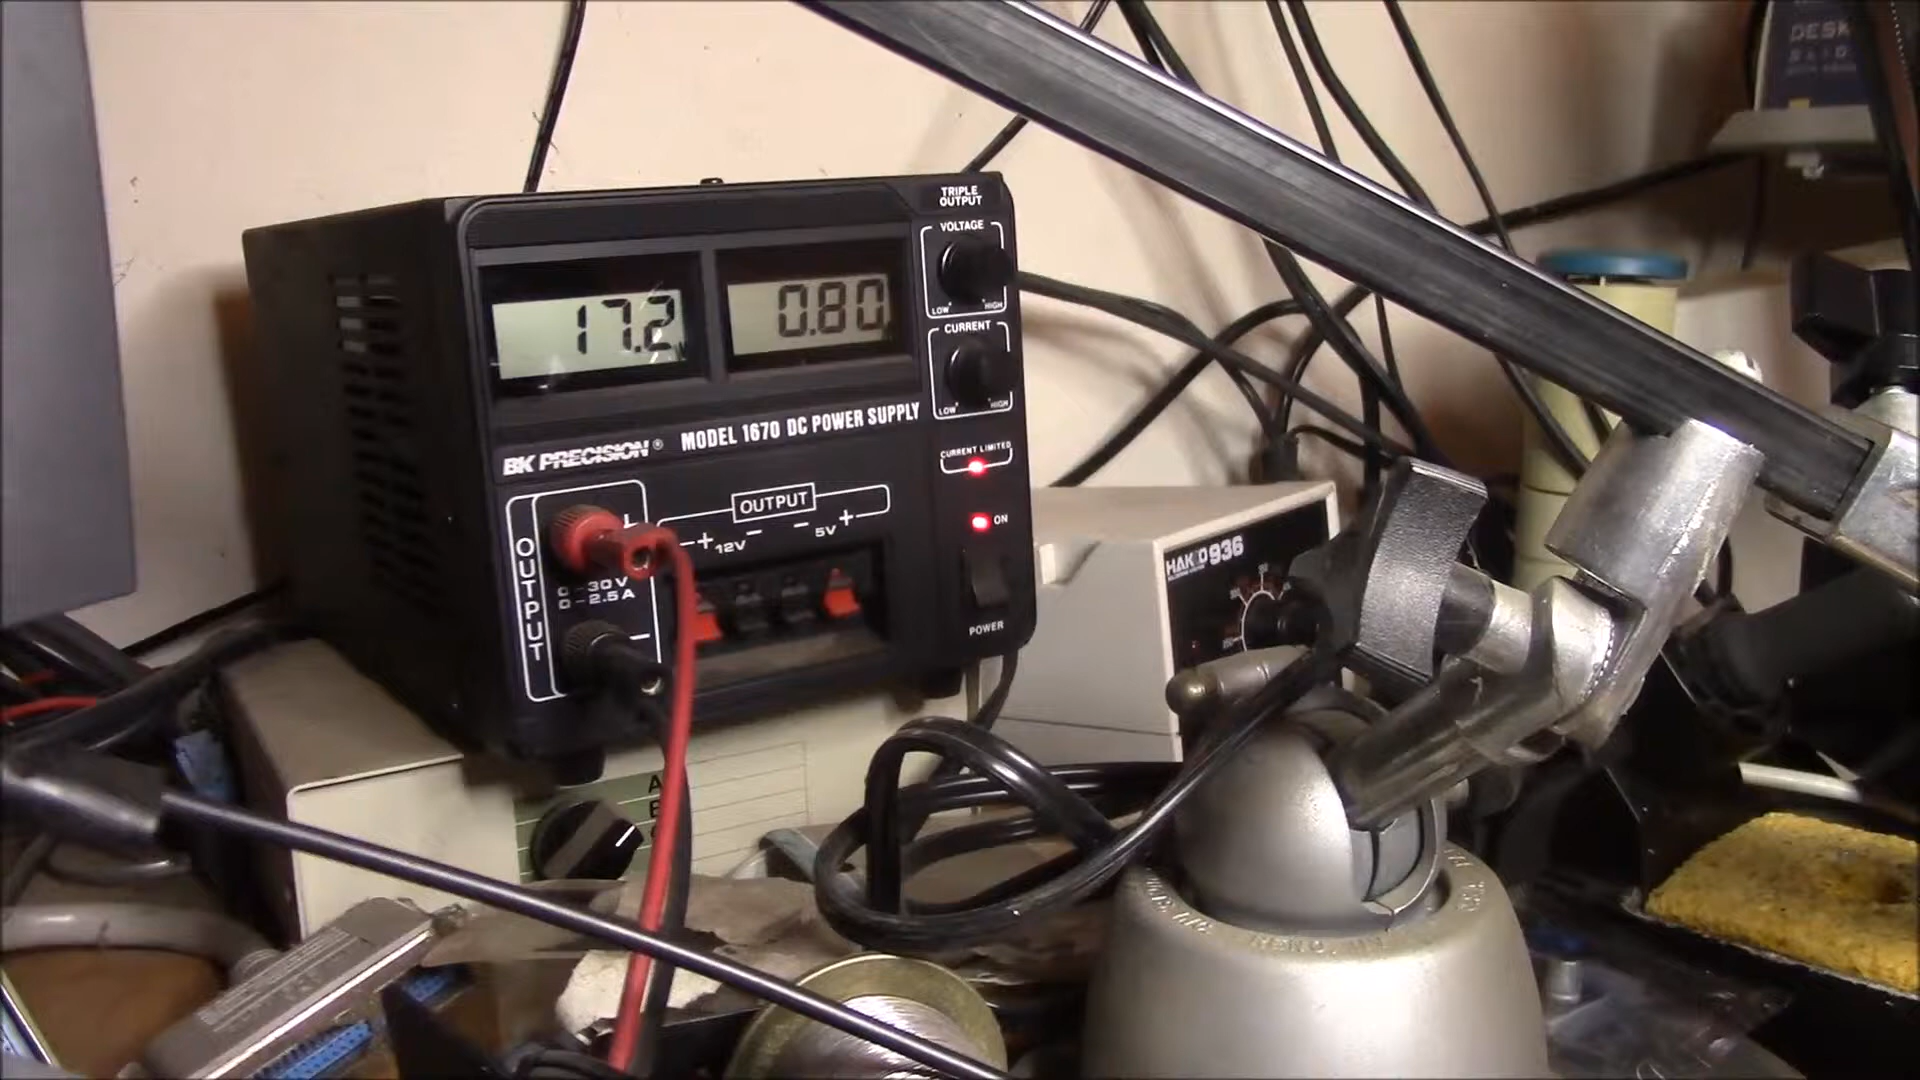 TRIPLE
OUTPUT
VOLTAGE
LOW HIGH
17.2
0.80
CURRENT
LOW HIGH
BK PRECISION® MODEL 1670 DC POWER SUPPLY
CURRENT LIMITED
ON
POWER
OUTPUT
+ 12V − − 5V +
OUTPUT
+
0-30V
0-2.5A
−
HAKKO 936
DESK
A